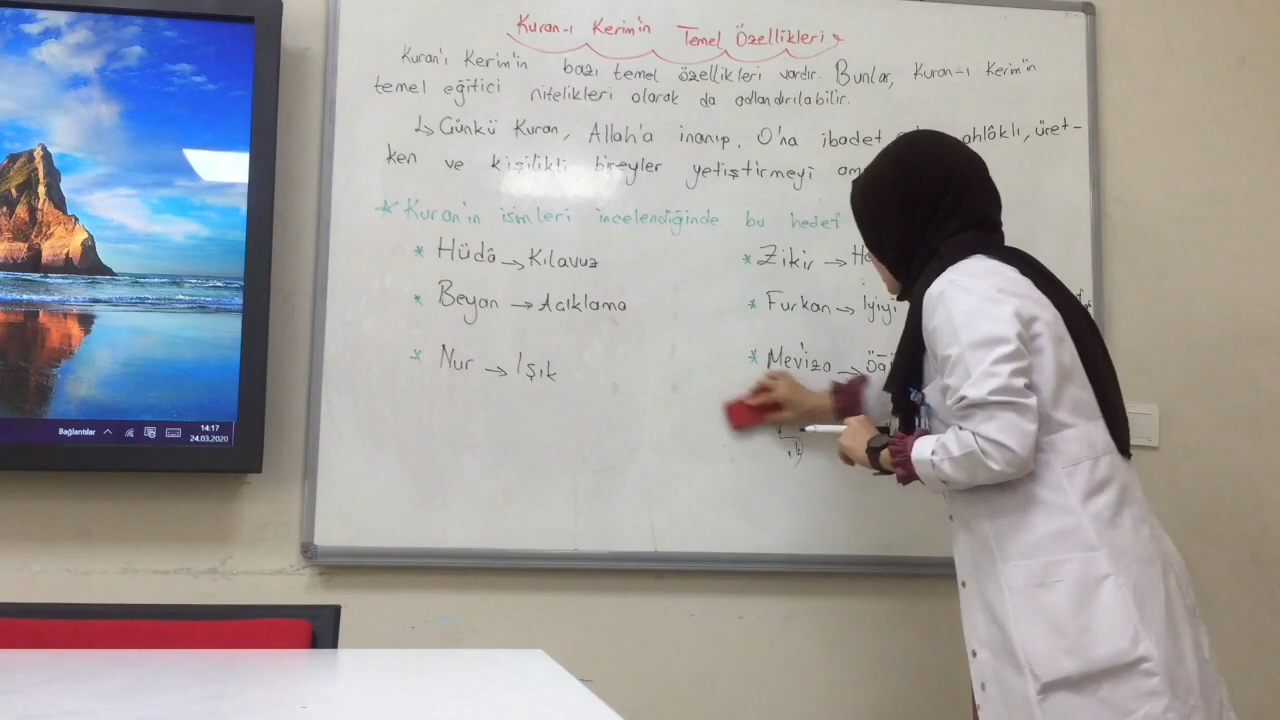 Kuran-ı Kerim'in Temel Özellikleri
Kuran'ı Kerim'in bazı temel özellikleri vardır. Bunlar, Kuran-ı Kerim'in
temel eğitici nitelikleri olarak da adlandırılabilir.
↳ Çünkü Kuran, Allah'a inanıp, O'na ibadet ahlâklı, üret-
ken ve kişilikli bireyler yetiştirmeyi
* Kuran'ın isimleri incelendiğinde bu hedef
* Hüdâ → Kılavuz
* Zikir →
* Beyan → Açıklama
* Furkan → İyiyi
* Nur → Işık
* Mev'iza →
Bağlantılar
14:17
24.03.2020